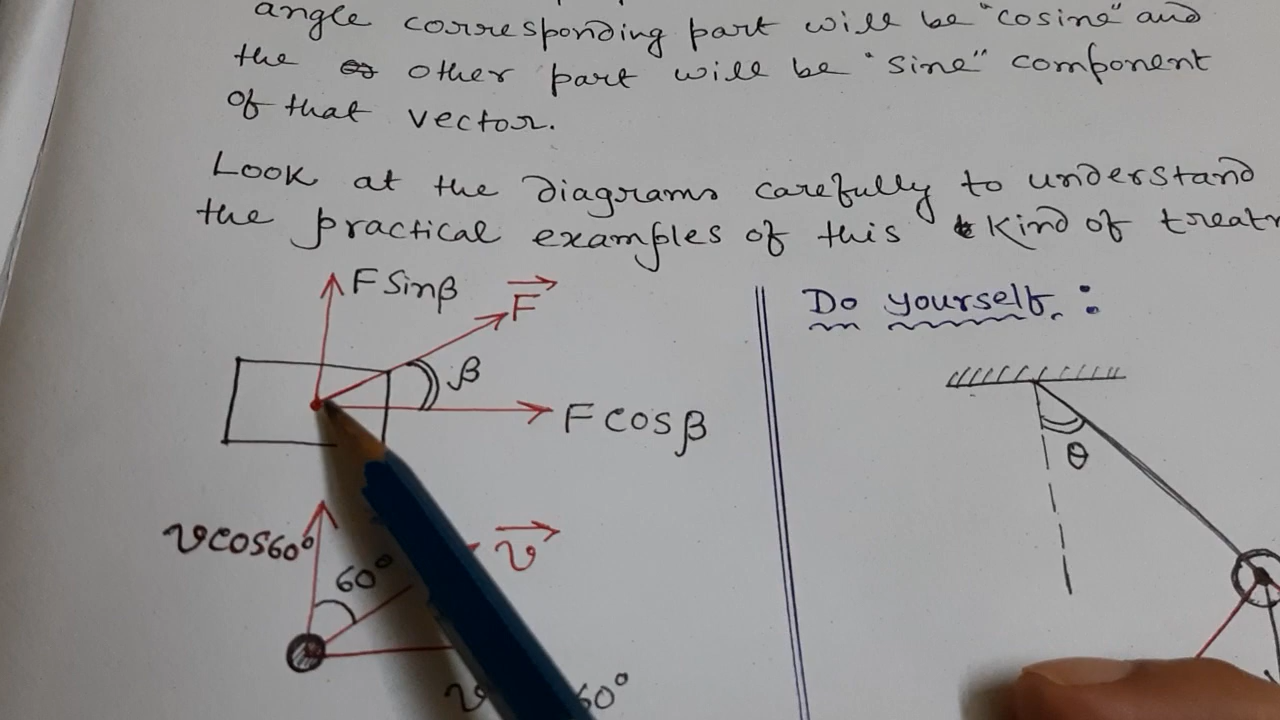 angle corresponding part will be "cosine" and
the other part will be "sine" component
of that vector.
Look at the diagrams carefully to understand
the practical examples of this kind of
F Sinβ
F
β
F cosβ
vcos60°
60°
v
60°
Do yourself :
θ